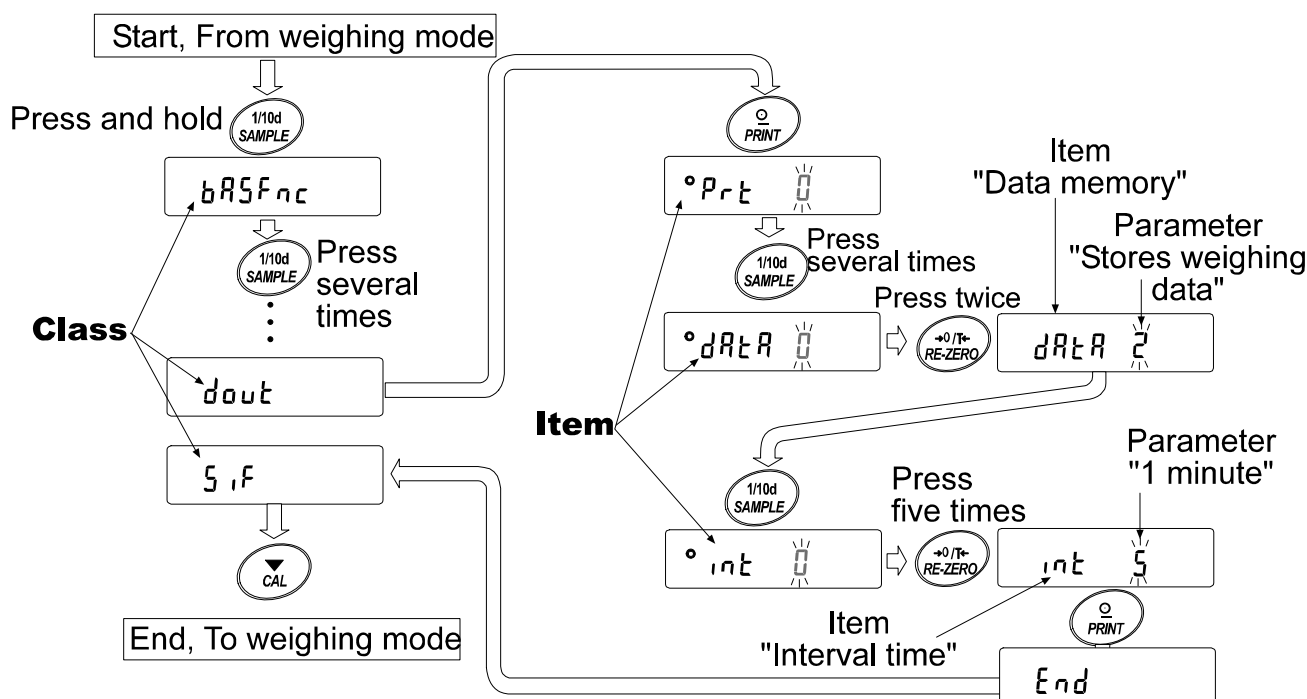 Start, From weighing mode
Press and hold
1/10d
SAMPLE
bASFnc
1/10d
SAMPLE
Press
several
times
Class
dout
S iF
CAL
End, To weighing mode
PRINT
Prt 0
1/10d
SAMPLE
Press
several times
Item
"Data memory"
Parameter
"Stores weighing
data"
Press twice
dAtA 0
→0/T←
RE-ZERO
dAtA 2
Item
1/10d
SAMPLE
Press
five times
Parameter
"1 minute"
int 0
→0/T←
RE-ZERO
int 5
Item
"Interval time"
PRINT
End